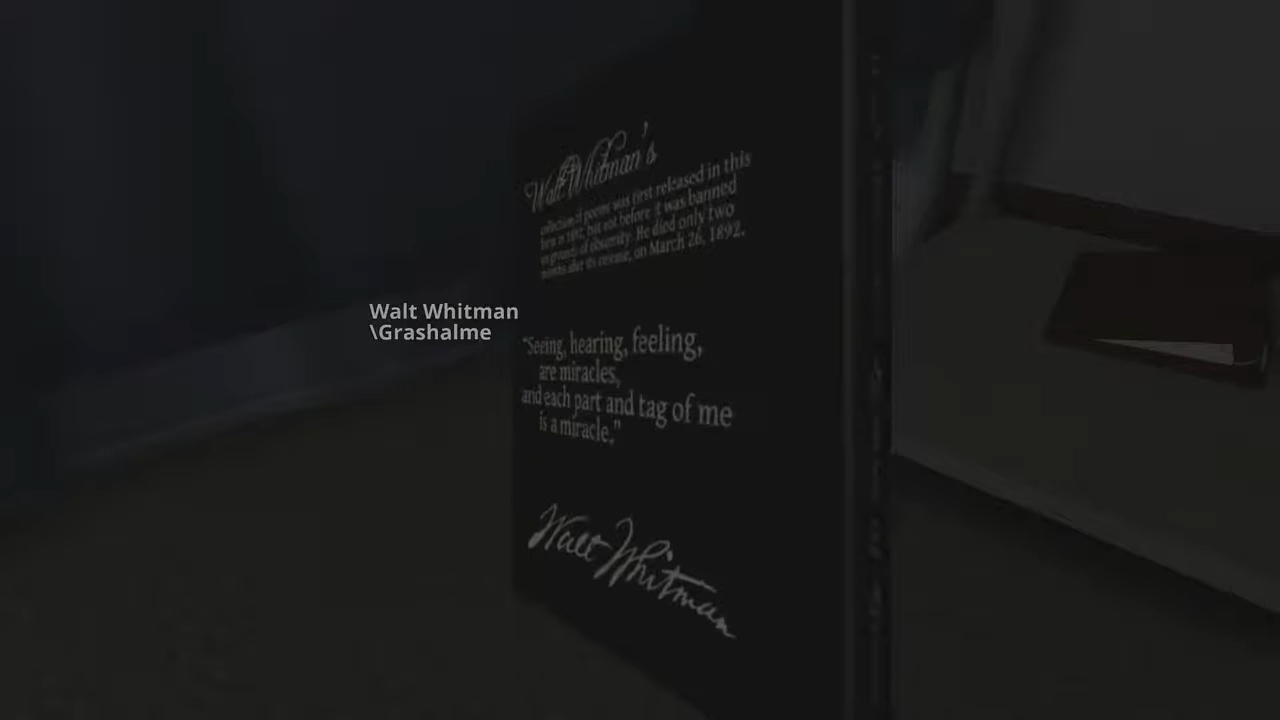 Walt Whitman's
collection of poems was first released in this
form in 1892, but not before it was banned
on grounds of obscenity. He died only two
months after its release, on March 26, 1892.
Walt Whitman
\Grashalme
"Seeing, hearing, feeling,
are miracles,
and each part and tag of me
is a miracle."
Walt Whitman